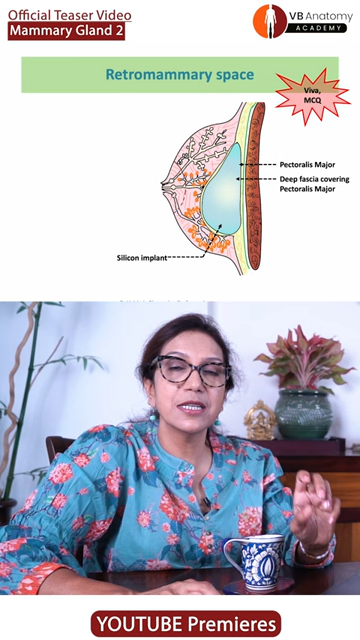 Official Teaser Video
Mammary Gland 2
VB Anatomy
ACADEMY
Retromammary space
Viva,
MCQ
Pectoralis Major
Deep fascia covering
Pectoralis Major
Silicon implant
YOUTUBE Premieres